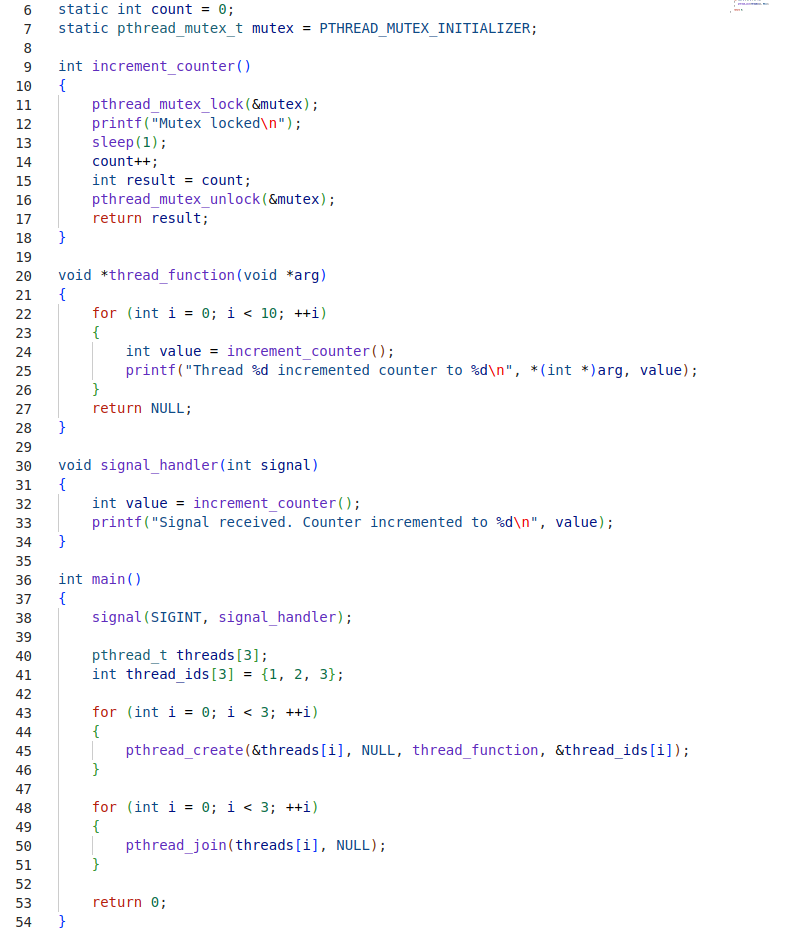 6 static int count = 0;
7 static pthread_mutex_t mutex = PTHREAD_MUTEX_INITIALIZER;
8
9 int increment_counter()
10 {
11     pthread_mutex_lock(&mutex);
12     printf("Mutex locked\n");
13     sleep(1);
14     count++;
15     int result = count;
16     pthread_mutex_unlock(&mutex);
17     return result;
18 }
19
20 void *thread_function(void *arg)
21 {
22     for (int i = 0; i < 10; ++i)
23     {
24         int value = increment_counter();
25         printf("Thread %d incremented counter to %d\n", *(int *)arg, value);
26     }
27     return NULL;
28 }
29
30 void signal_handler(int signal)
31 {
32     int value = increment_counter();
33     printf("Signal received. Counter incremented to %d\n", value);
34 }
35
36 int main()
37 {
38     signal(SIGINT, signal_handler);
39
40     pthread_t threads[3];
41     int thread_ids[3] = {1, 2, 3};
42
43     for (int i = 0; i < 3; ++i)
44     {
45         pthread_create(&threads[i], NULL, thread_function, &thread_ids[i]);
46     }
47
48     for (int i = 0; i < 3; ++i)
49     {
50         pthread_join(threads[i], NULL);
51     }
52
53     return 0;
54 }